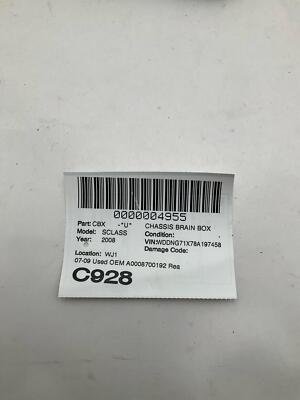 0000004955
Part: CBX -"U" CHASSIS BRAIN BOX
Model: SCLASS Condition:
Year: 2008 VIN:WDDNG71X78A197458
Damage Code:
Location: WJ1
07-09 Used OEM A0008700192 Rea
C928